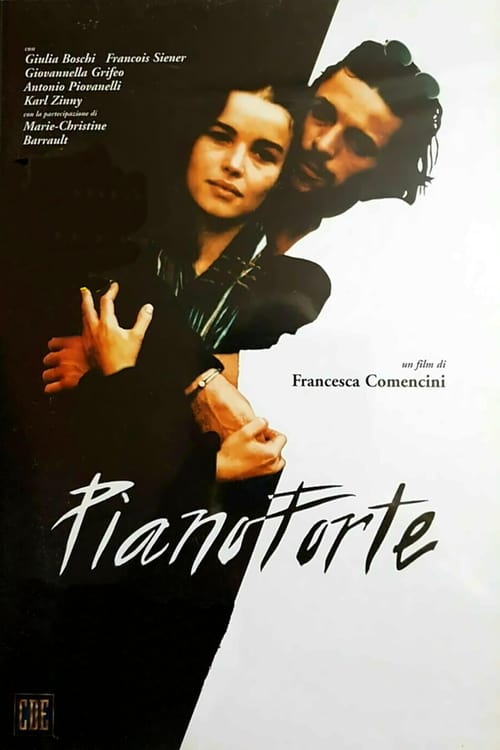 con
Giulia Boschi Francois Siener
Giovannella Grifeo
Antonio Piovanelli
Karl Zinny
con la partecipazione di
Marie-Christine
Barrault
un film di
Francesca Comencini
PianoForte
CDE